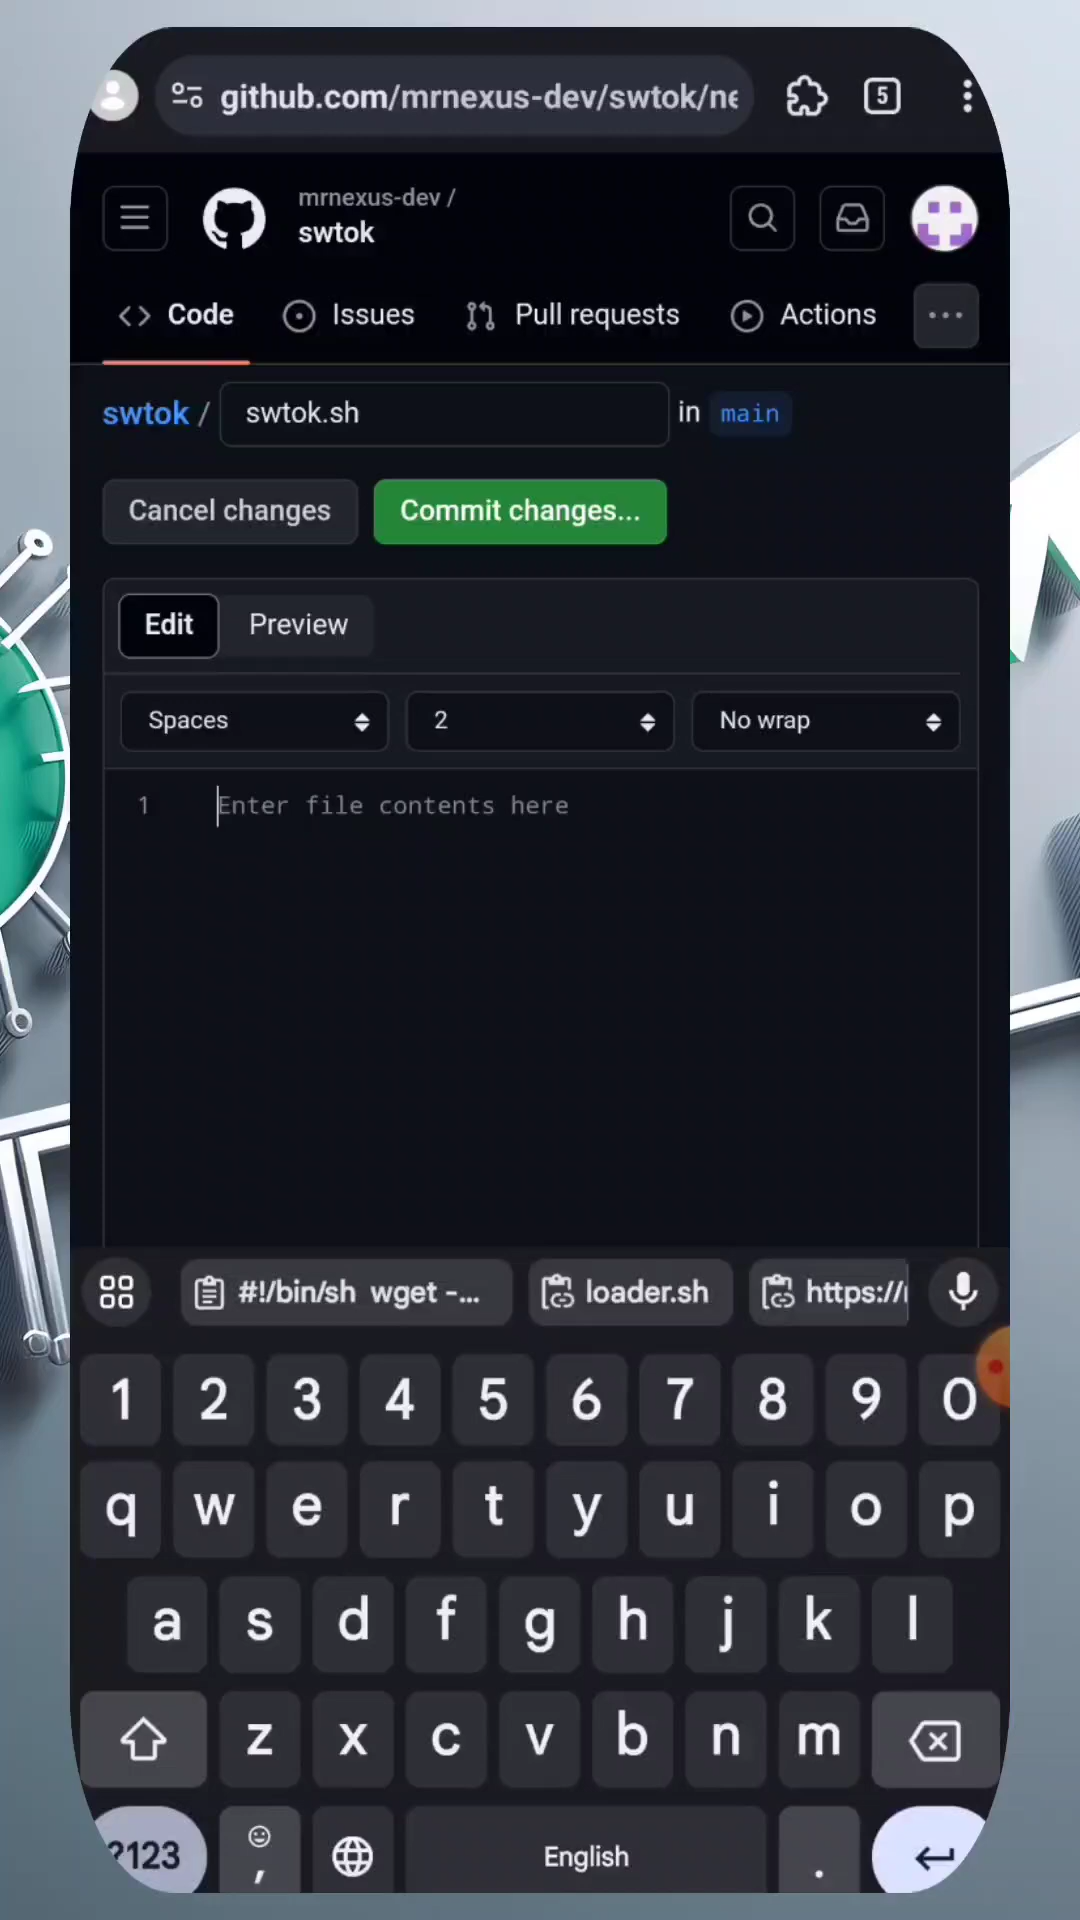 github.com/mrnexus-dev/swtok/ne
5
mrnexus-dev /
swtok
Code
Issues
Pull requests
Actions
swtok / swtok.sh in main
Cancel changes
Commit changes...
Edit
Preview
Spaces
2
No wrap
1 Enter file contents here
#!/bin/sh wget -...
loader.sh
https://
1 2 3 4 5 6 7 8 9 0
q w e r t y u i o p
a s d f g h j k l
z x c v b n m
?123 , English .